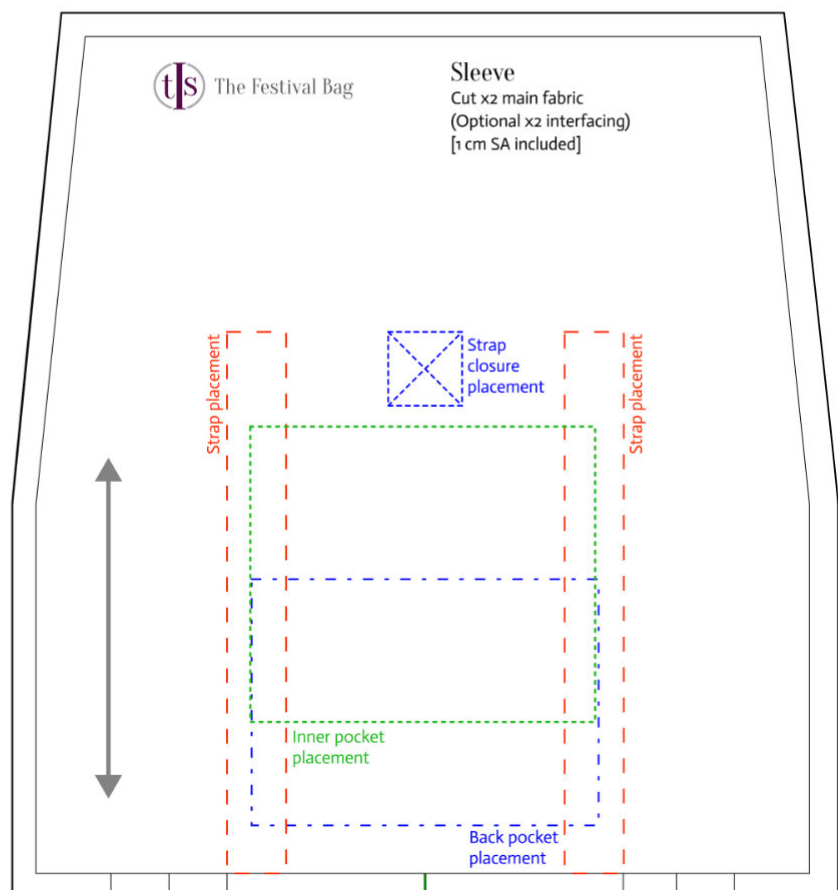 tIs The Festival Bag
Sleeve
Cut x2 main fabric
(Optional x2 interfacing)
[1 cm SA included]
Strap placement
Strap
closure
placement
Strap placement
Inner pocket
placement
Back pocket
placement